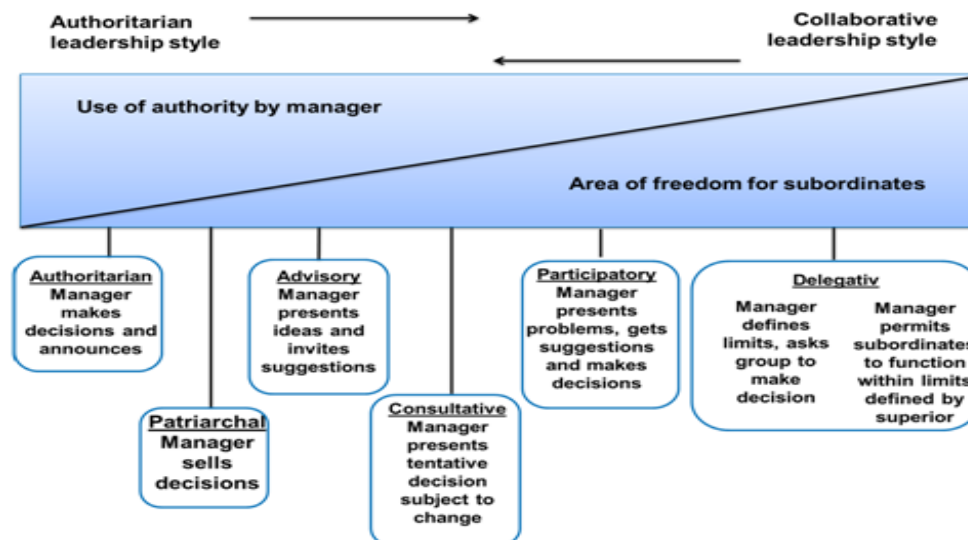 Authoritarian
leadership style
Collaborative
leadership style
Use of authority by manager
Area of freedom for subordinates
Authoritarian
Manager
makes
decisions and
announces
Patriarchal
Manager
sells
decisions
Advisory
Manager
presents
ideas and
invites
suggestions
Consultative
Manager
presents
tentative
decision
subject to
change
Participatory
Manager
presents
problems, gets
suggestions
and makes
decisions
Delegativ
Manager
defines
limits, asks
group to
make
decision
Manager
permits
subordinates
to function
within limits
defined by
superior